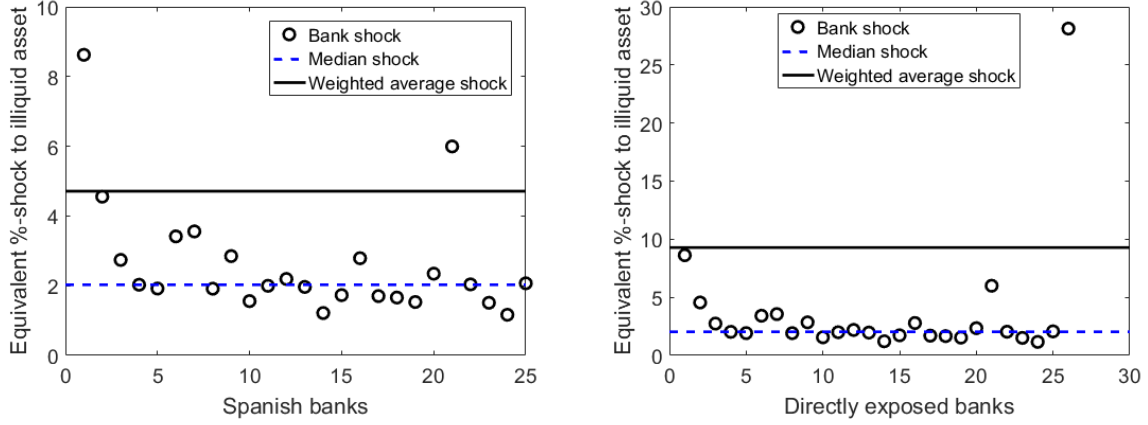 Equivalent %-shock to illiquid asset
10
8
6
4
2
0
Bank shock
Median shock
Weighted average shock
0 5 10 15 20 25
Spanish banks
Equivalent %-shock to illiquid asset
30
25
20
15
10
5
0
Bank shock
Median shock
Weighted average shock
0 5 10 15 20 25 30
Directly exposed banks